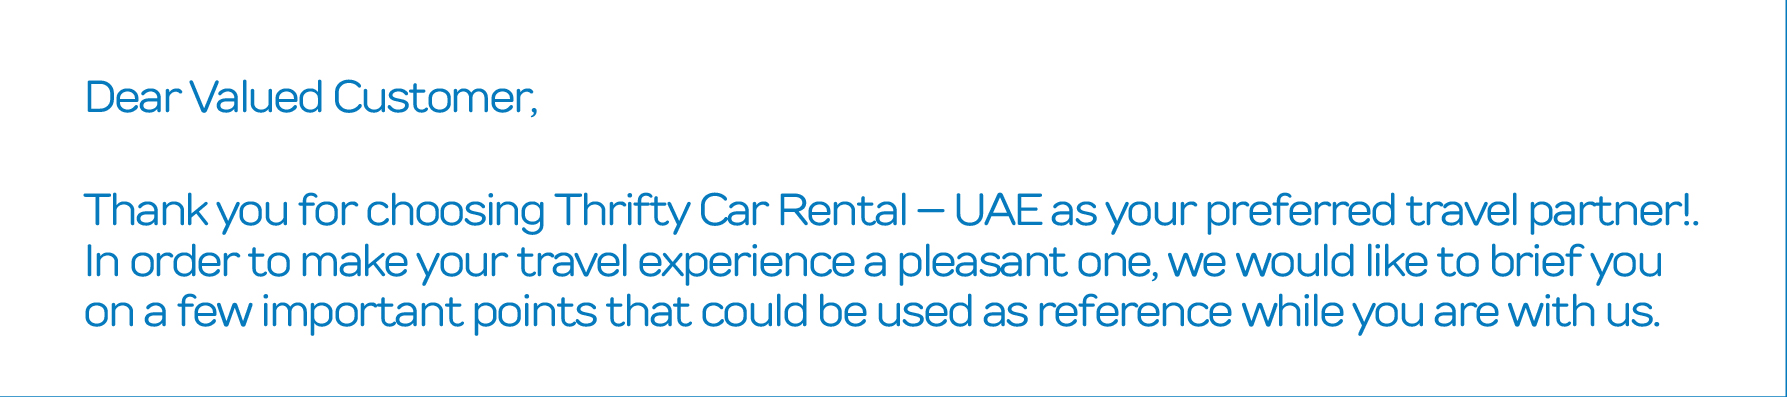 Dear Valued Customer,
Thank you for choosing Thrifty Car Rental – UAE as your preferred travel partner!.
In order to make your travel experience a pleasant one, we would like to brief you
on a few important points that could be used as reference while you are with us.